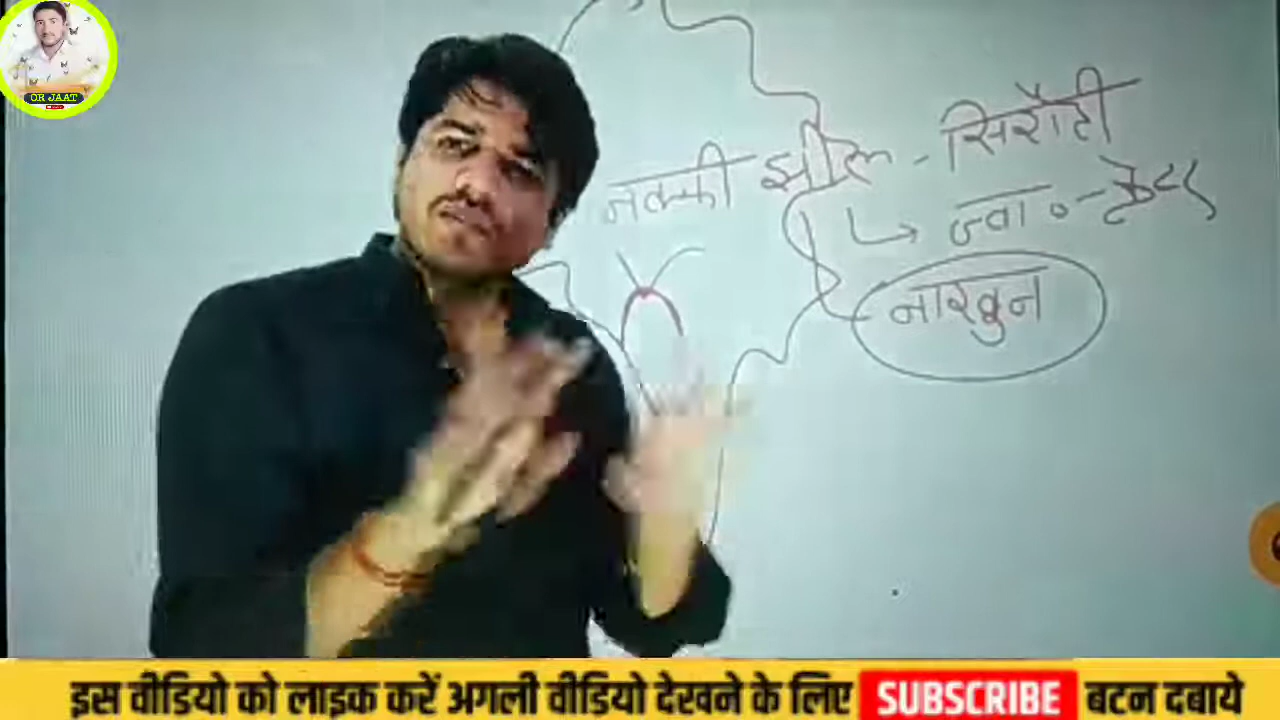 OR JAAT
नक्की झील - सिरोही
↳ ज्वा० - क्रेटर
नाखुन
इस वीडियो को लाइक करें अगली वीडियो देखने के लिए SUBSCRIBE बटन दबाये